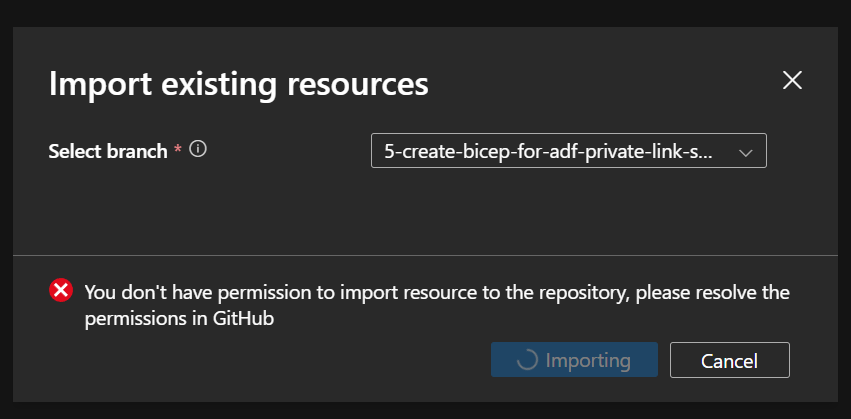 Import existing resources
Select branch *
5-create-bicep-for-adf-private-link-s...
You don't have permission to import resource to the repository, please resolve the
permissions in GitHub
Importing
Cancel